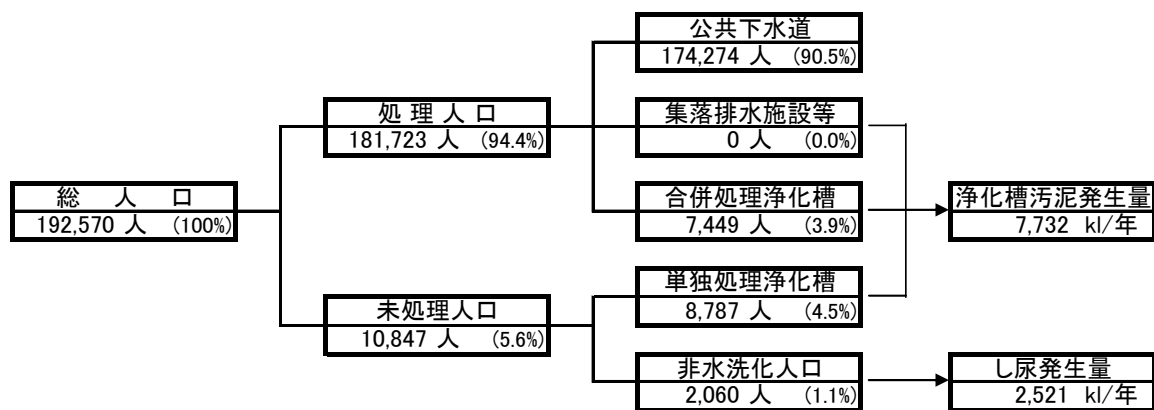 公共下水道
174,274 人 (90.5%)
処 理 人 口
181,723 人 (94.4%)
集落排水施設等
0 人 (0.0%)
総 人 口
192,570 人 (100%)
合併処理浄化槽
7,449 人 (3.9%)
浄化槽汚泥発生量
7,732 kl/年
単独処理浄化槽
8,787 人 (4.5%)
未処理人口
10,847 人 (5.6%)
非水洗化人口
2,060 人 (1.1%)
し尿発生量
2,521 kl/年